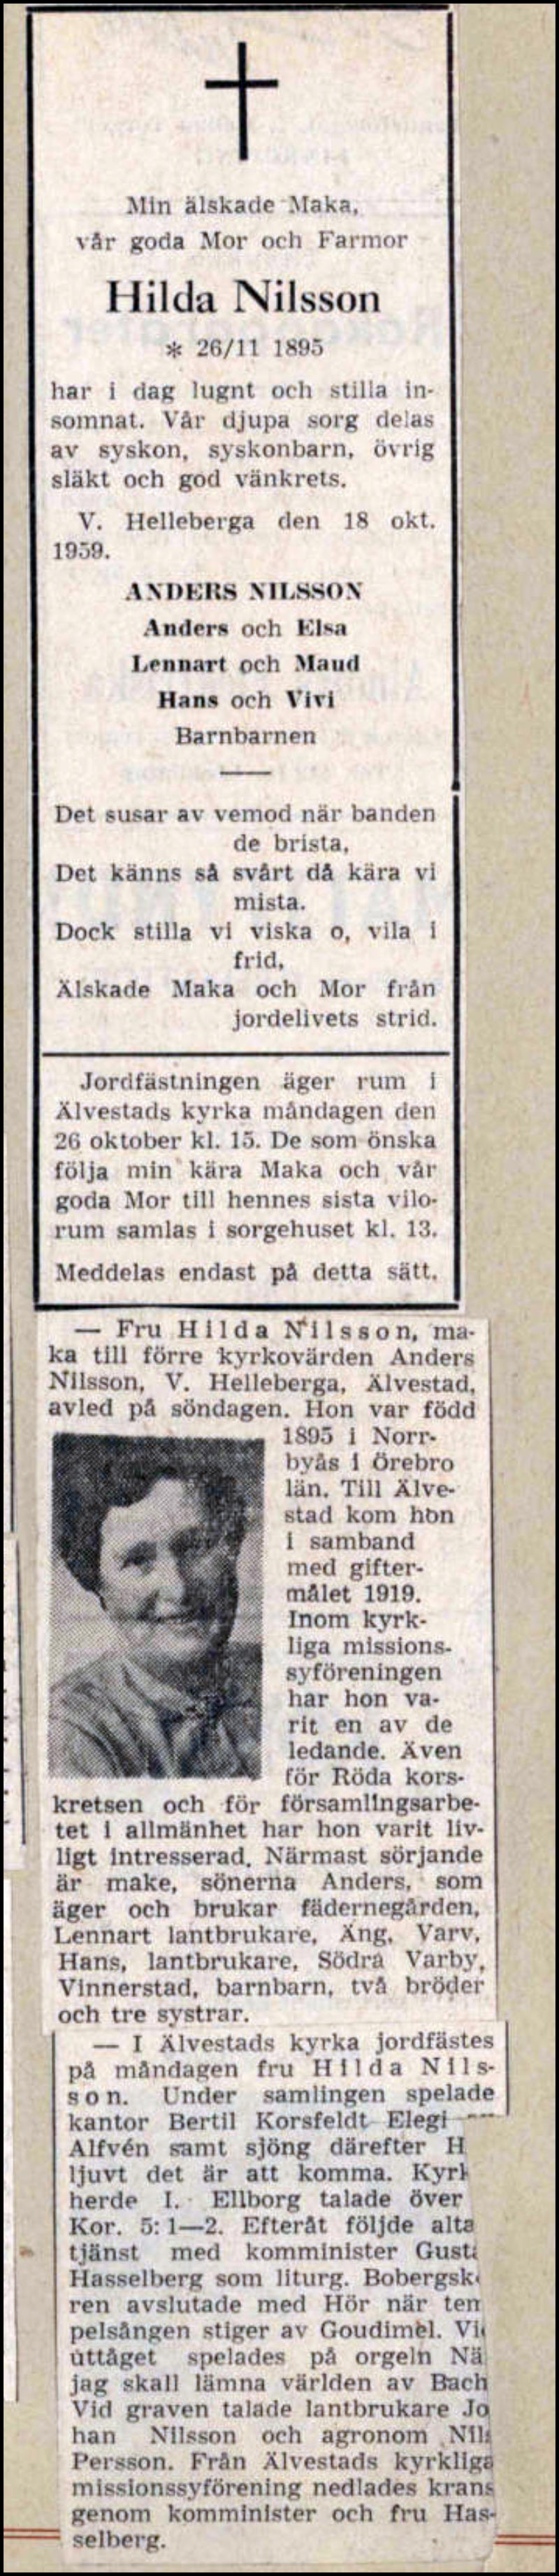 Min älskade Maka,
vår goda Mor och Farmor
Hilda Nilsson
* 26/11 1895
har i dag lugnt och stilla in-
somnat. Vår djupa sorg delas
av syskon, syskonbarn, övrig
släkt och god vänkrets.
V. Helleberga den 18 okt.
1959.
ANDERS NILSSON
Anders och Elsa
Lennart och Maud
Hans och Vivi
Barnbarnen
Det susar av vemod när banden
de brista,
Det känns så svårt då kära vi
mista.
Dock stilla vi viska o, vila i
frid,
Älskade Maka och Mor från
jordelivets strid.
Jordfästningen äger rum i
Älvestads kyrka måndagen den
26 oktober kl. 15. De som önska
följa min kära Maka och vår
goda Mor till hennes sista vilo-
rum samlas i sorgehuset kl. 13.
Meddelas endast på detta sätt.
— Fru Hilda Nilsson, ma-
ka till förre kyrkovärden Anders
Nilsson, V. Helleberga, Älvestad,
avled på söndagen. Hon var född
1895 i Norr-
byås i Örebro
län. Till Älve-
stad kom hon
i samband
med gifter-
målet 1919.
Inom kyrk-
liga missions-
syföreningen
har hon va-
rit en av de
ledande. Även
för Röda kors-
kretsen och för församlingsarbe-
tet i allmänhet har hon varit liv-
ligt intresserad. Närmast sörjande
är make, sönerna Anders, som
äger och brukar fädernegården,
Lennart lantbrukare, Äng, Varv,
Hans, lantbrukare, Södra Varby,
Vinnerstad, barnbarn, två bröder
och tre systrar.
— I Älvestads kyrka jordfästes
på måndagen fru Hilda Nils-
son. Under samlingen spelade
kantor Bertil Korsfeldt Elegi
Alfvén samt sjöng därefter H
ljuvt det är att komma. Kyrk
herde I. Ellborg talade över
Kor. 5: 1—2. Efteråt följde alta
tjänst med komminister Gusta
Hasselberg som liturg. Bobergsk
ren avslutade med Hör när tem
pelsången stiger av Goudimel. Vi
uttåget spelades på orgeln Nä
jag skall lämna världen av Bach
Vid graven talade lantbrukare Jo
han Nilsson och agronom Nils
Persson. Från Älvestads kyrkliga
missionssyförening nedlades krans
genom komminister och fru Has-
selberg.